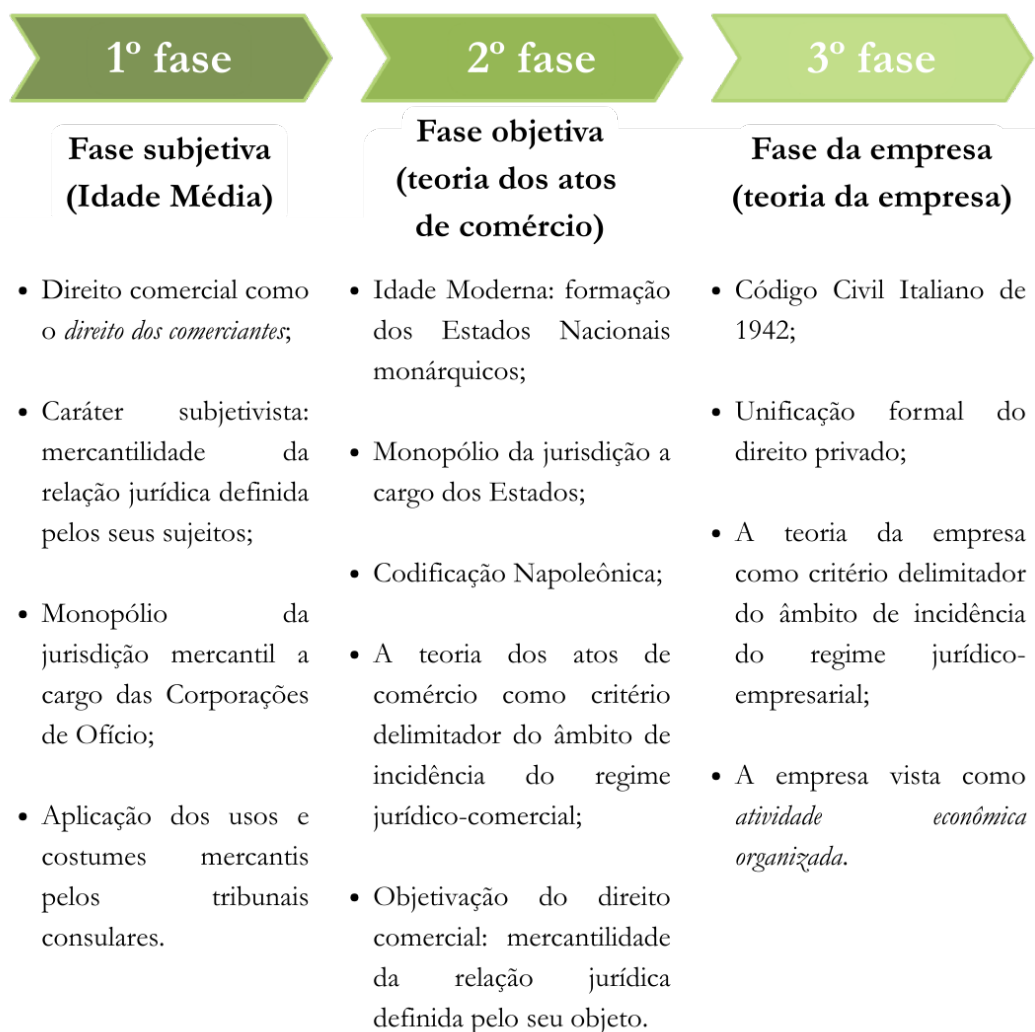 1º fase
Fase subjetiva
(Idade Média)
• Direito comercial como
o direito dos comerciantes;
• Caráter subjetivista:
mercantilidade da
relação jurídica definida
pelos seus sujeitos;
• Monopólio da
jurisdição mercantil a
cargo das Corporações
de Ofício;
• Aplicação dos usos e
costumes mercantis
pelos tribunais
consulares.
2º fase
Fase objetiva
(teoria dos atos
de comércio)
• Idade Moderna: formação
dos Estados Nacionais
monárquicos;
• Monopólio da jurisdição a
cargo dos Estados;
• Codificação Napoleônica;
• A teoria dos atos de
comércio como critério
delimitador do âmbito de
incidência do regime
jurídico-comercial;
• Objetivação do direito
comercial: mercantilidade
da relação jurídica
definida pelo seu objeto.
3º fase
Fase da empresa
(teoria da empresa)
• Código Civil Italiano de
1942;
• Unificação formal do
direito privado;
• A teoria da empresa
como critério delimitador
do âmbito de incidência
do regime jurídico-
empresarial;
• A empresa vista como
atividade econômica
organizada.